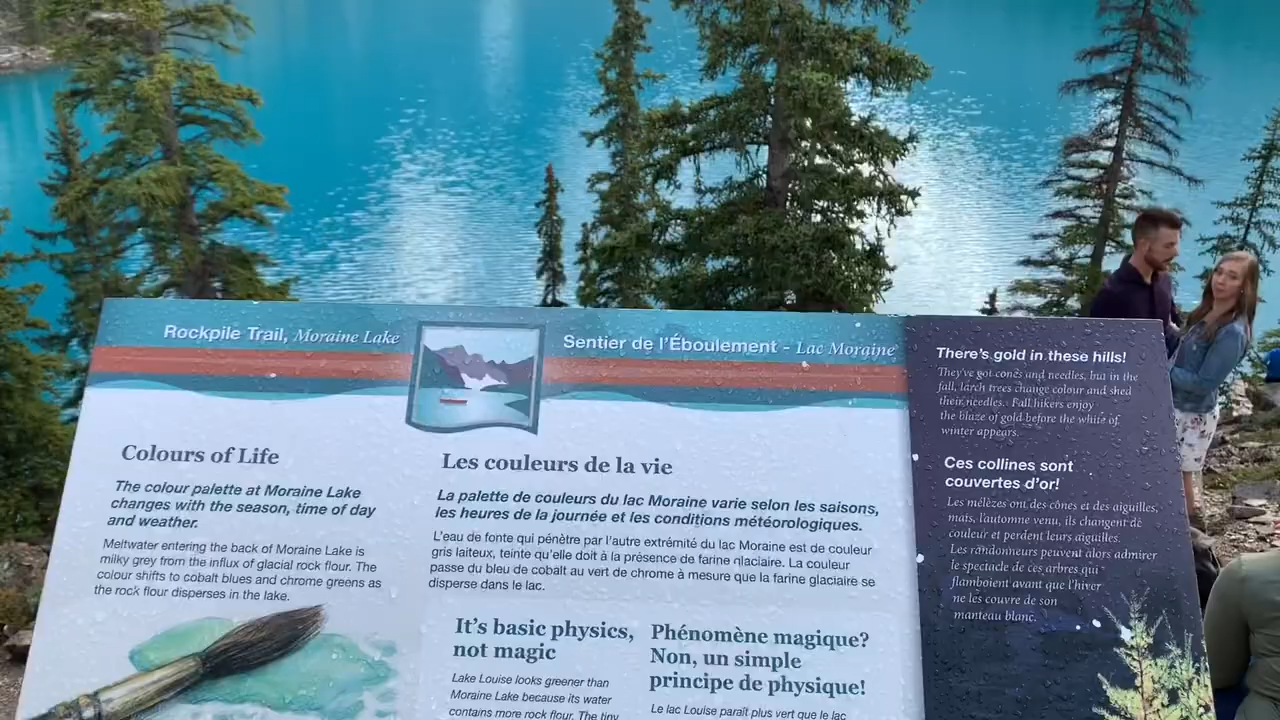 Rockpile Trail, Moraine Lake
Sentier de l'Éboulement - Lac Moraine
Colours of Life
The colour palette at Moraine Lake
changes with the season, time of day
and weather.
Meltwater entering the back of Moraine Lake is
milky grey from the influx of glacial rock flour. The
colour shifts to cobalt blues and chrome greens as
the rock flour disperses in the lake.
Les couleurs de la vie
La palette de couleurs du lac Moraine varie selon les saisons,
les heures de la journée et les conditions météorologiques.
L'eau de fonte qui pénètre par l'autre extrémité du lac Moraine est de couleur
gris laiteux, teinte qu'elle doit à la présence de farine glaciaire. La couleur
passe du bleu de cobalt au vert de chrome à mesure que la farine glaciaire se
disperse dans le lac.
It's basic physics,
not magic
Lake Louise looks greener than
Moraine Lake because its water
contains more rock flour. The tiny
Phénomène magique?
Non, un simple
principe de physique!
Le lac Louise paraît plus vert que le lac
There's gold in these hills!
They've got cones and needles, but in the
fall, larch trees change colour and shed
their needles. Fall hikers enjoy
the blaze of gold before the white of
winter appears.
Ces collines sont
couvertes d'or!
Les mélèzes ont des cônes et des aiguilles,
mais, l'automne venu, ils changent de
couleur et perdent leurs aiguilles.
Les randonneurs peuvent alors admirer
le spectacle de ces arbres qui
flamboient avant que l'hiver
ne les couvre de son
manteau blanc.